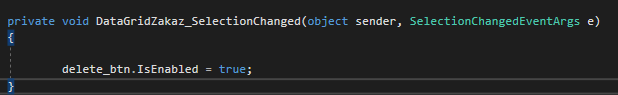 private void DataGridZakaz_SelectionChanged(object sender, SelectionChangedEventArgs e)
{
delete_btn.IsEnabled = true;
}